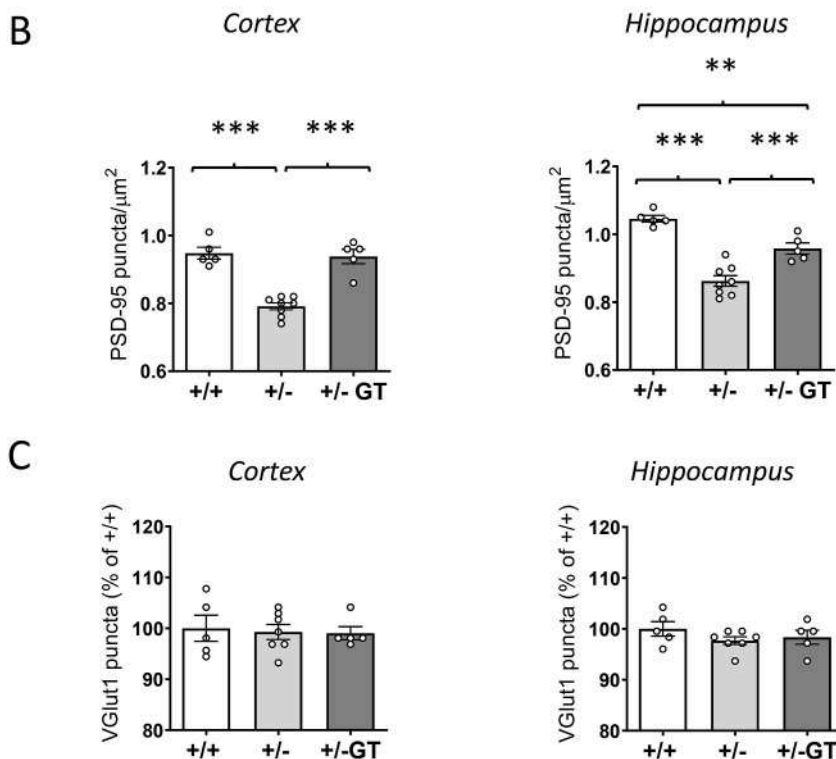 B
Cortex
Hippocampus
**
*** ***
*** ***
PSD-95 puncta/μm²
1.2
1.0
0.8
0.6
+/+ +/- +/- GT
PSD-95 puncta/μm²
1.2
1.0
0.8
0.6
+/+ +/- +/- GT
C
Cortex
Hippocampus
VGlut1 puncta (% of +/+)
120
110
100
90
80
+/+ +/- +/-GT
VGlut1 puncta (% of +/+)
120
110
100
90
80
+/+ +/- +/-GT